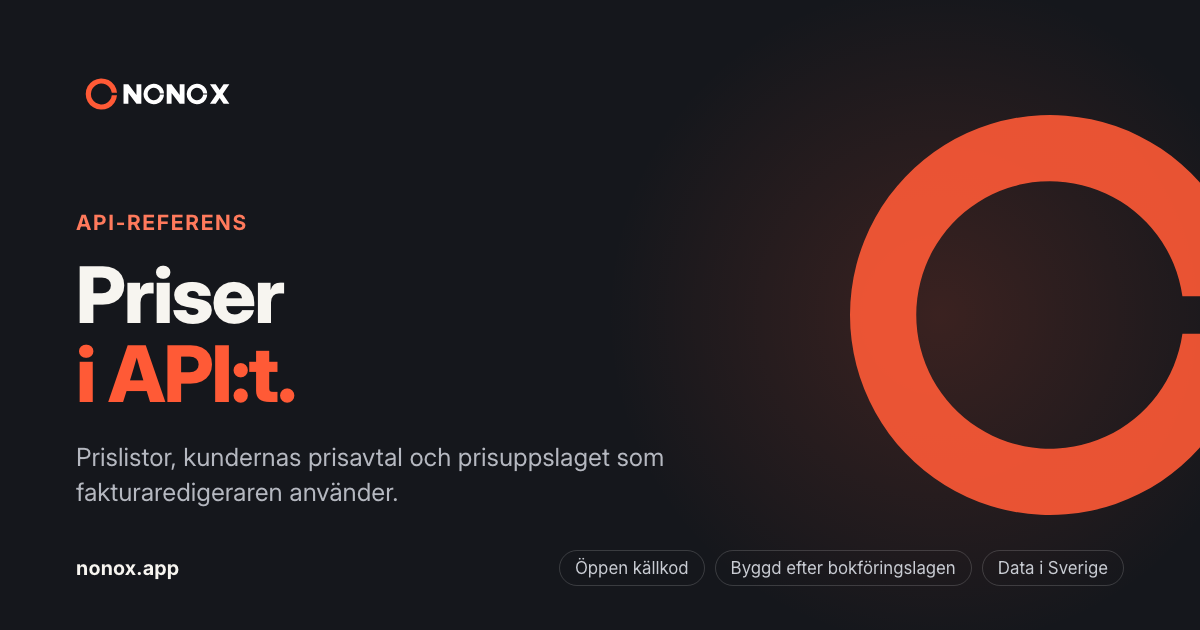 NONOX
API-REFERENS
Priser
i API:t.
Prislistor, kundernas prisavtal och prisuppslaget som
fakturaredigeraren använder.
nonox.app
Öppen källkod
Byggd efter bokföringslagen
Data i Sverige